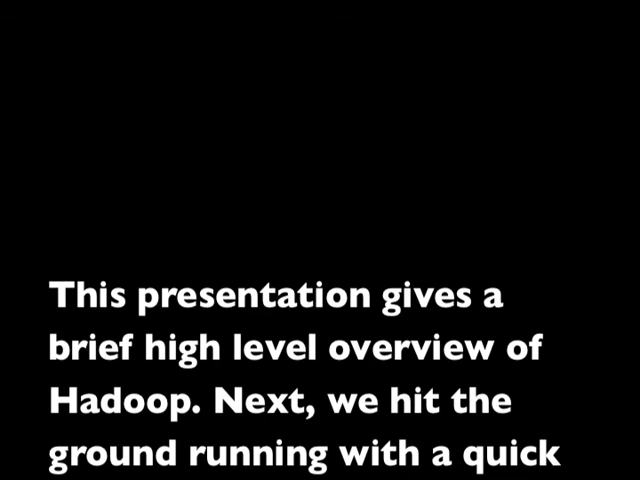 This presentation gives a
brief high level overview of
Hadoop. Next, we hit the
ground running with a quick